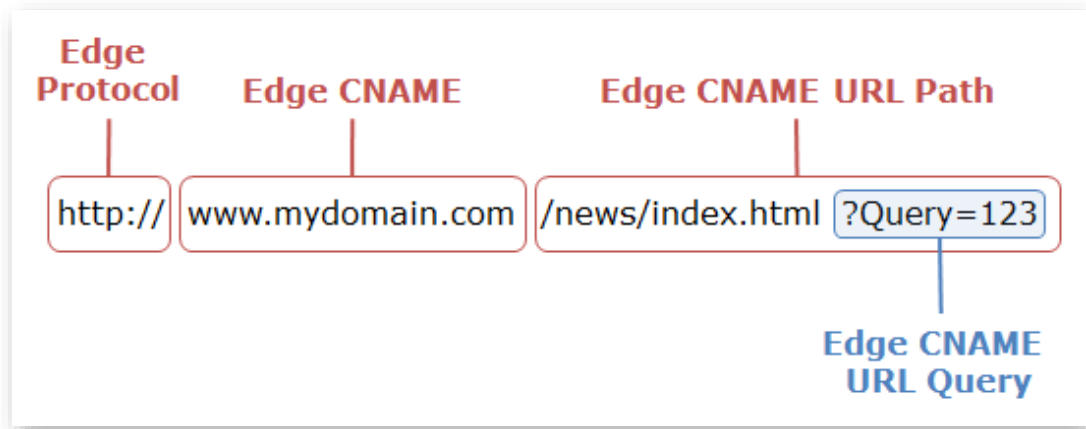 Edge
Protocol
Edge CNAME
Edge CNAME URL Path
http://
www.mydomain.com
/news/index.html
?Query=123
Edge CNAME
URL Query